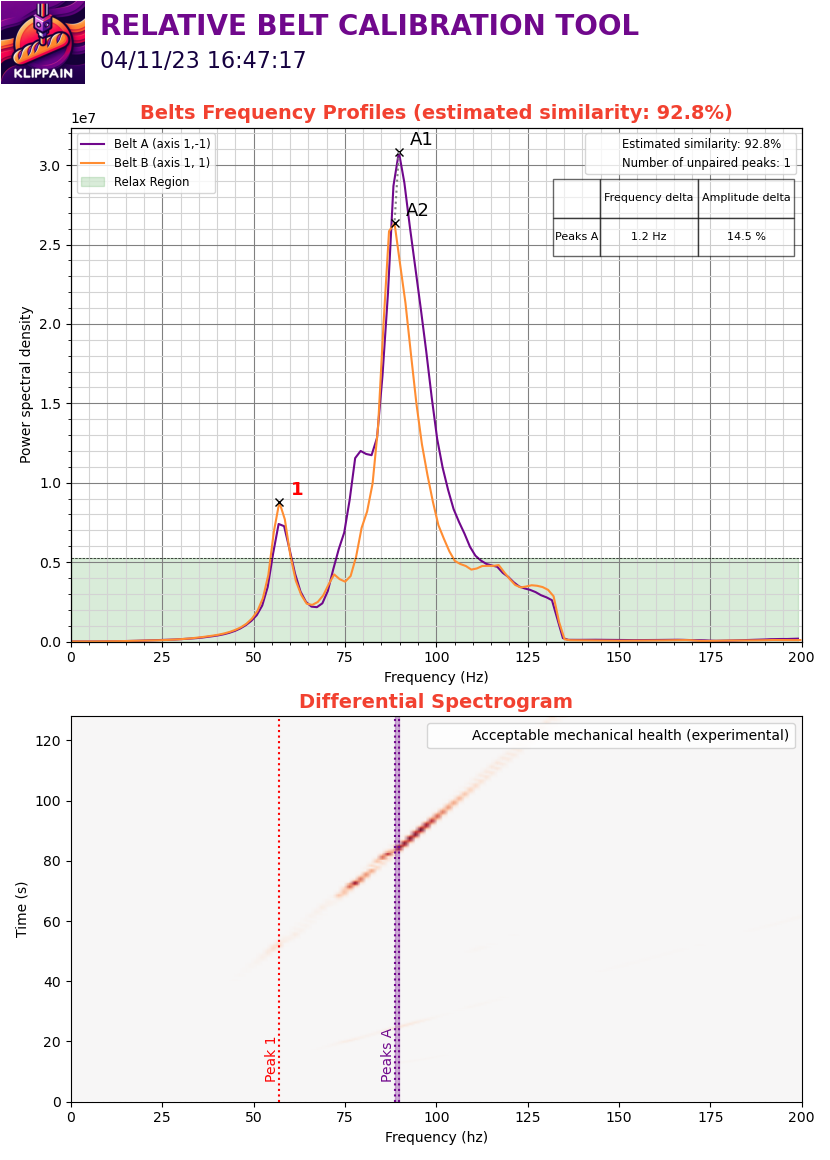 RELATIVE BELT CALIBRATION TOOL
04/11/23 16:47:17
KLIPPAIN
Belts Frequency Profiles (estimated similarity: 92.8%)
1e7
Belt A (axis 1,-1)
Belt B (axis 1, 1)
Relax Region
Estimated similarity: 92.8%
Number of unpaired peaks: 1
Frequency delta Amplitude delta
Peaks A 1.2 Hz 14.5 %
A1
A2
1
Power spectral density
3.0
2.5
2.0
1.5
1.0
0.5
0.0
0 25 50 75 100 125 150 175 200
Frequency (Hz)
Differential Spectrogram
Acceptable mechanical health (experimental)
Time (s)
120
100
80
60
40
20
0
Peak 1
Peaks A
0 25 50 75 100 125 150 175 200
Frequency (hz)